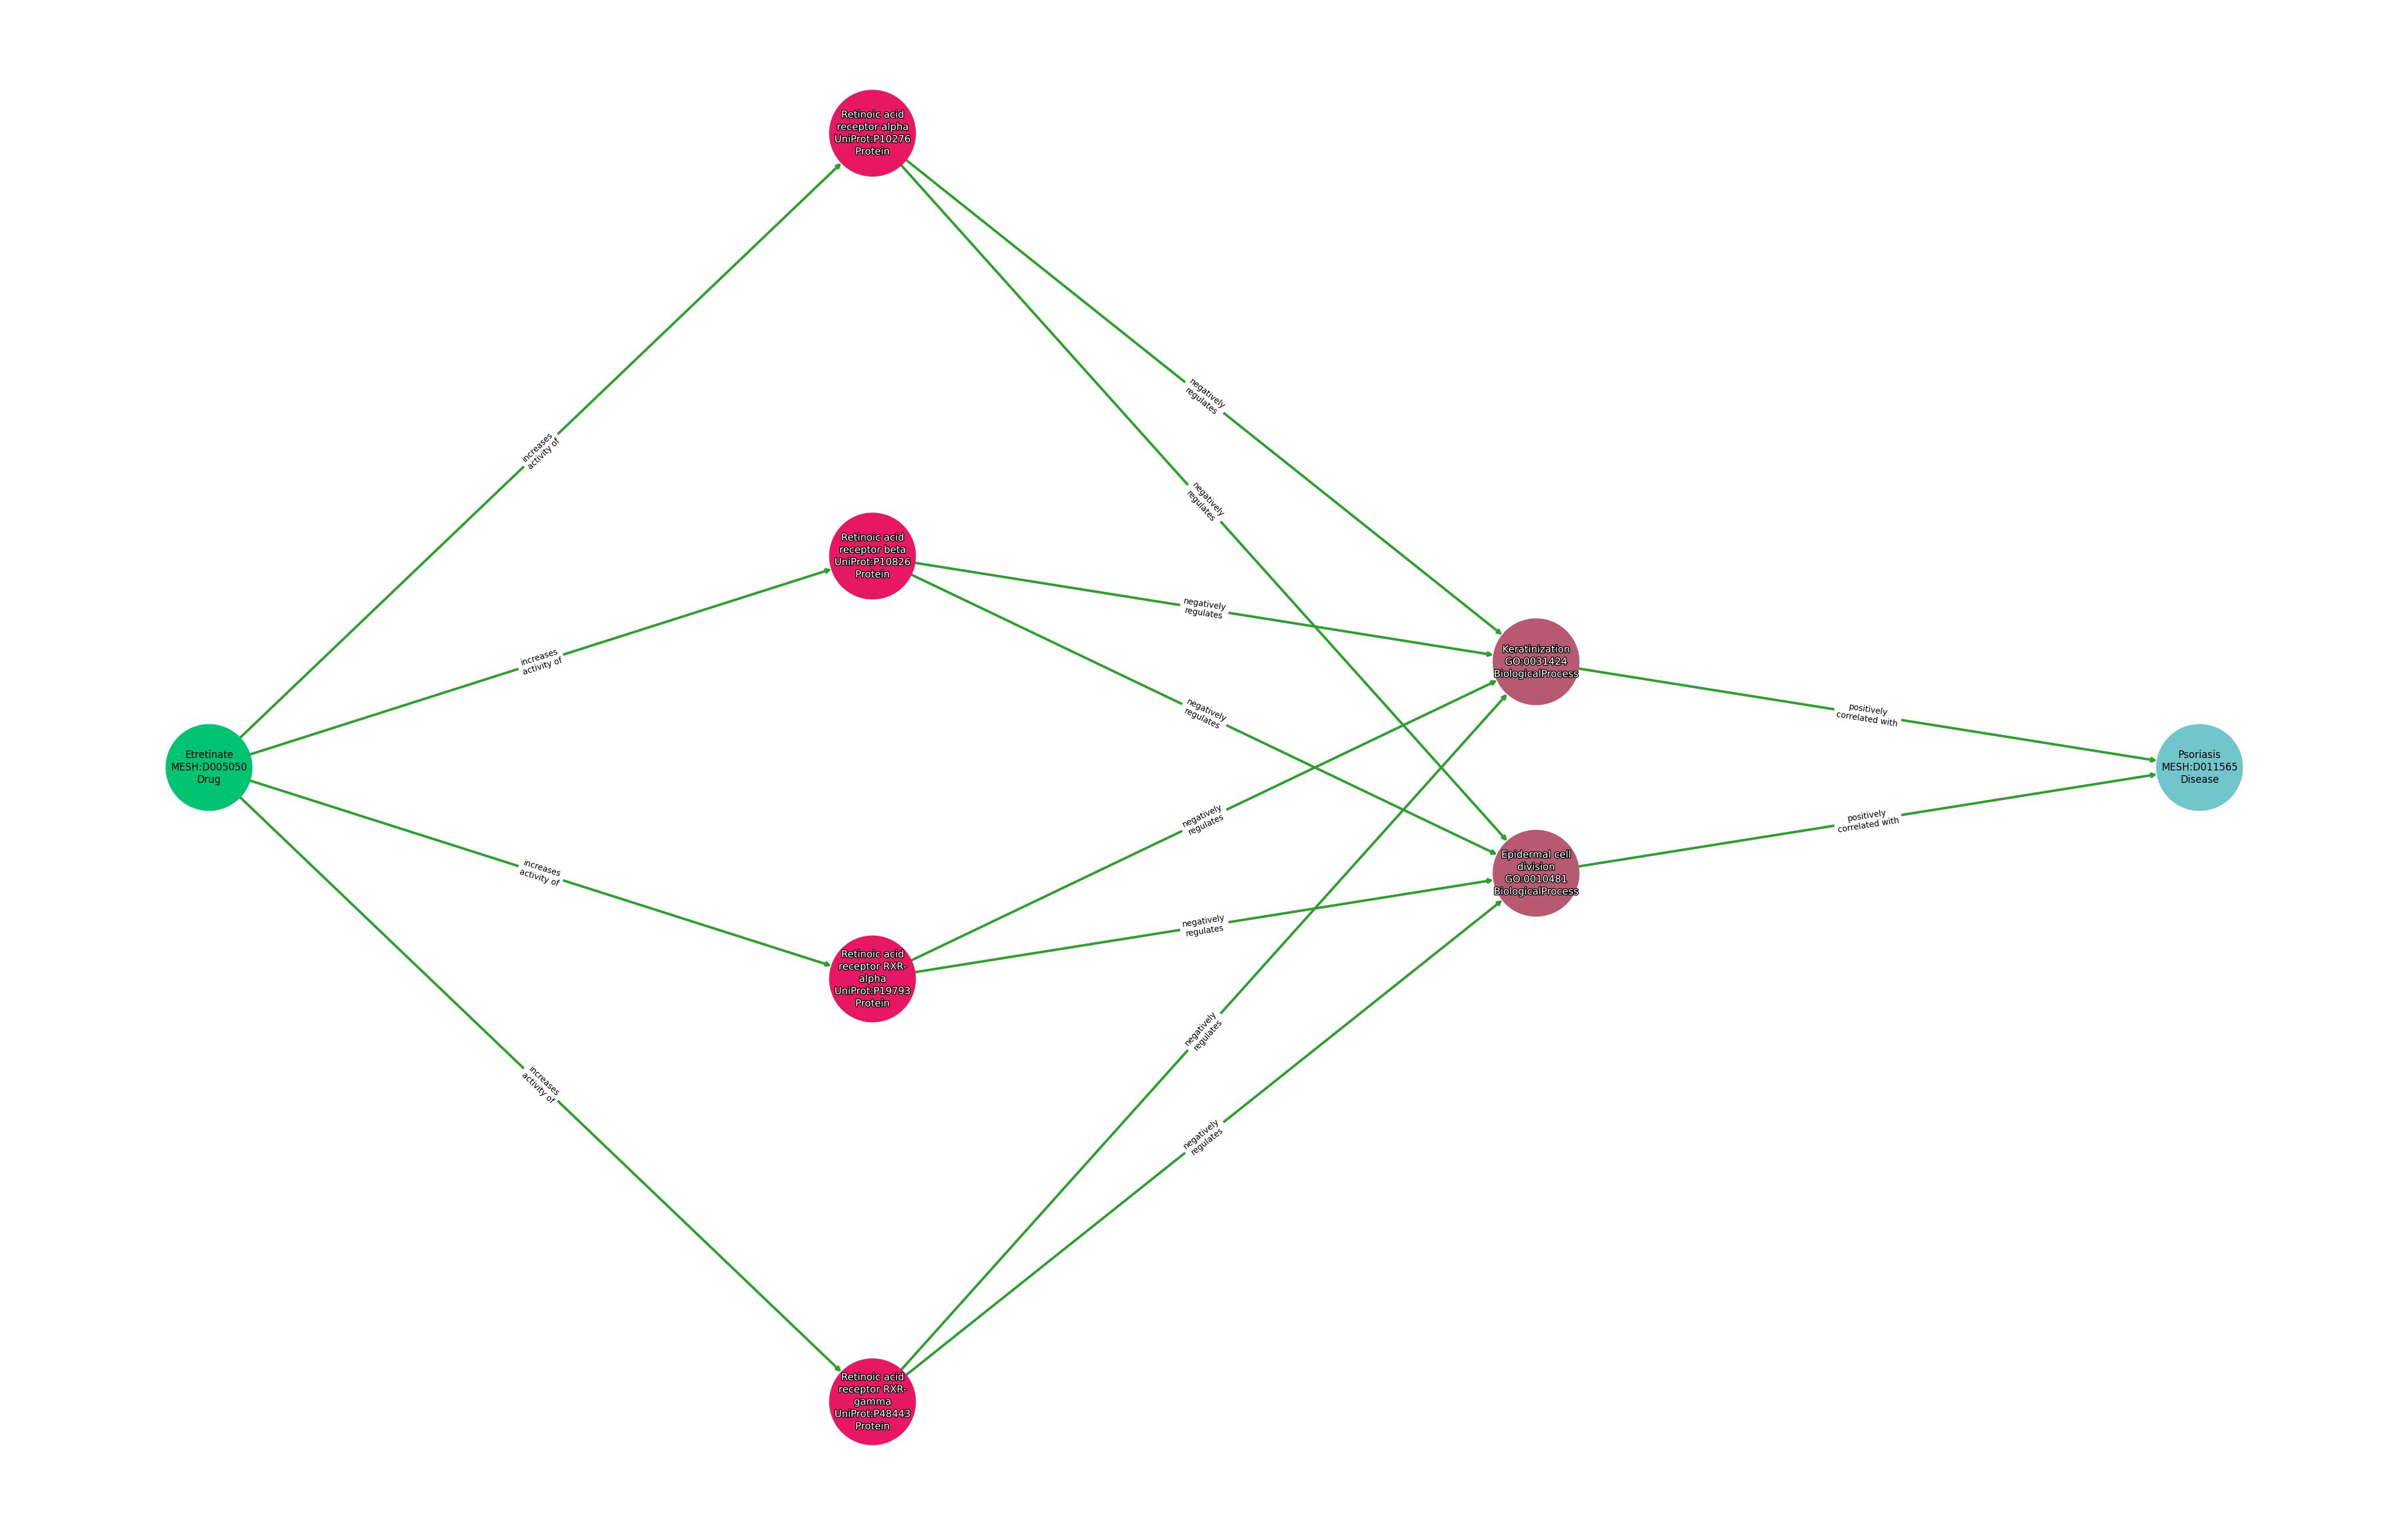 Retinoic acid
receptor alpha
UniProt:P10276
Protein
negatively
regulates
increases
activity of
negatively
regulates
Retinoic acid
receptor beta
UniProt:P10826
Protein
negatively
regulates
increases
activity of
Keratinization
GO:0031424
BiologicalProcess
negatively
regulates
positively
correlated with
Etretinate
MESH:D005050
Drug
Psoriasis
MESH:D011565
Disease
negatively
regulates
positively
correlated with
increases
activity of
Epidermal cell
division
GO:0010481
BiologicalProcess
negatively
regulates
Retinoic acid
receptor RXR-
alpha
UniProt:P19793
Protein
negatively
regulates
increases
activity of
negatively
regulates
Retinoic acid
receptor RXR-
gamma
UniProt:P48443
Protein